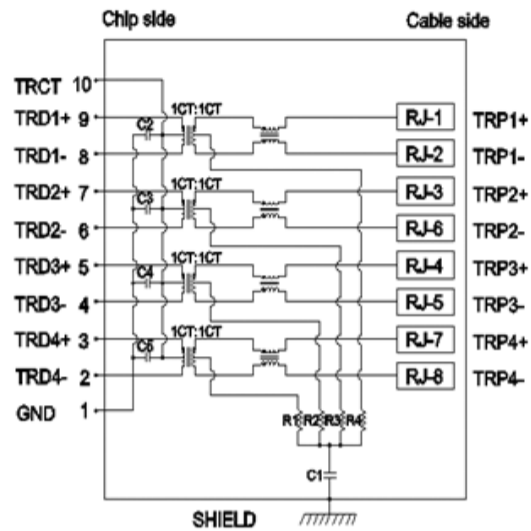 Chip side Cable side
TRCT 10
1CT:1CT
TRD1+ 9 C2 RJ-1 TRP1+
TRD1- 8 RJ-2 TRP1-
1CT:1CT
TRD2+ 7 C3 RJ-3 TRP2+
TRD2- 6 RJ-6 TRP2-
1CT:1CT
TRD3+ 5 C4 RJ-4 TRP3+
TRD3- 4 RJ-5 TRP3-
1CT:1CT
TRD4+ 3 C5 RJ-7 TRP4+
TRD4- 2 RJ-8 TRP4-
GND 1
R1 R2 R3 R4
C1
SHIELD